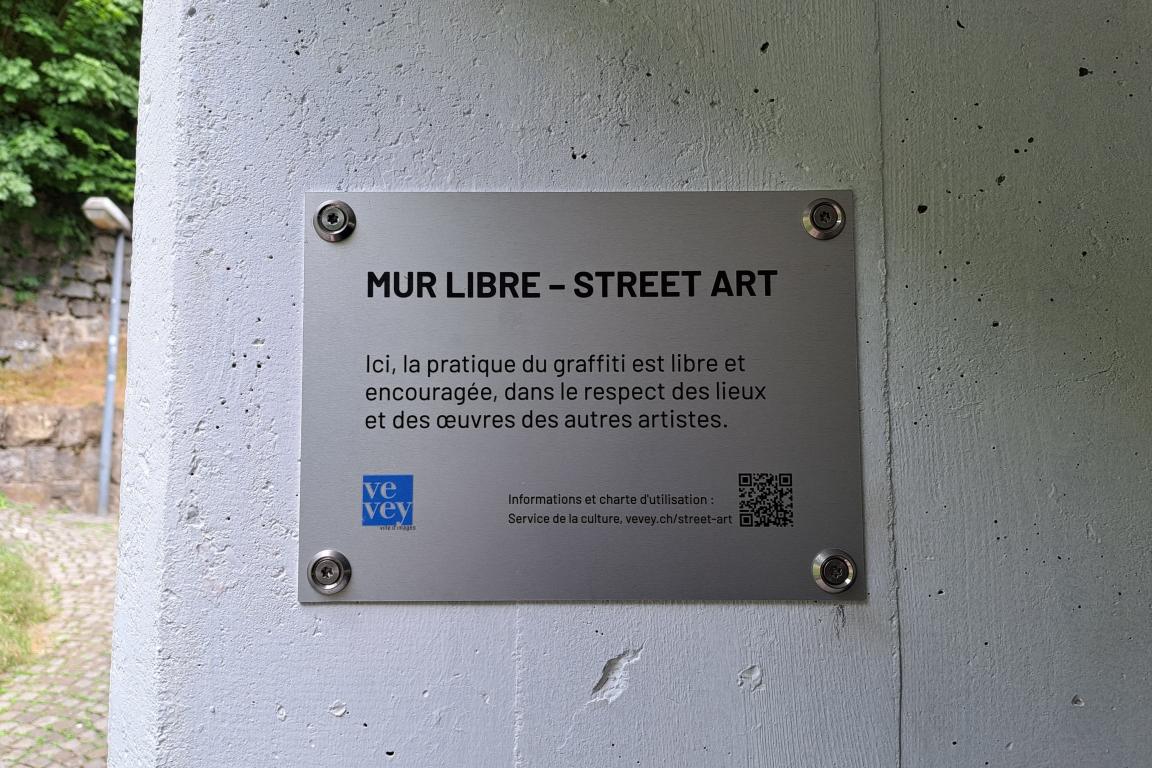 MUR LIBRE – STREET ART
Ici, la pratique du graffiti est libre et
encouragée, dans le respect des lieux
et des œuvres des autres artistes.
ve
vey
ville d'images
Informations et charte d'utilisation :
Service de la culture, vevey.ch/street-art